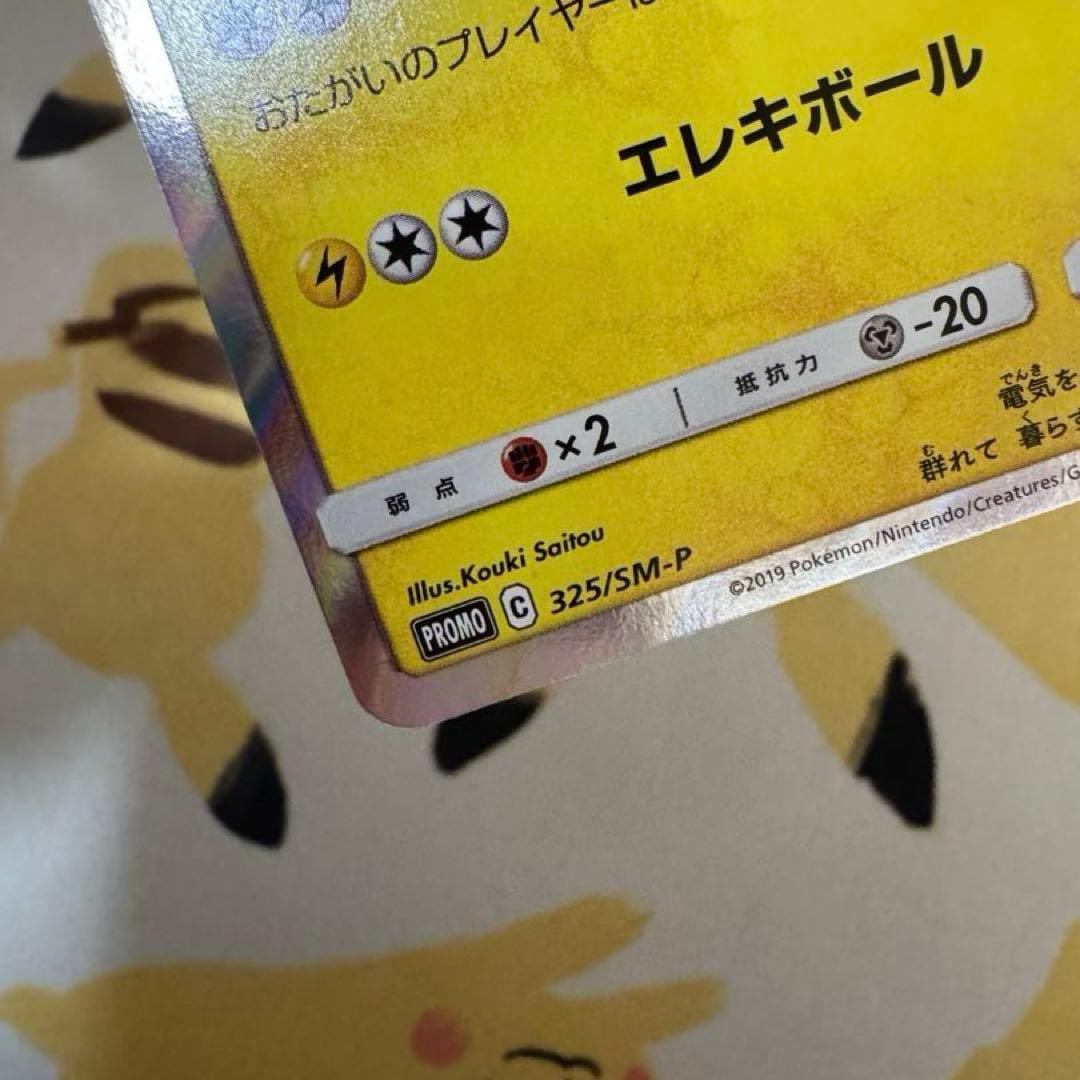 おたがいのプレイヤーは
エレキボール
弱点 ×2 抵抗力 -20
電気を
でんき
群れて 暮らす
む く
Illus.Kouki Saitou
PROMO C 325/SM-P
©2019 Pokémon/Nintendo/Creatures/G